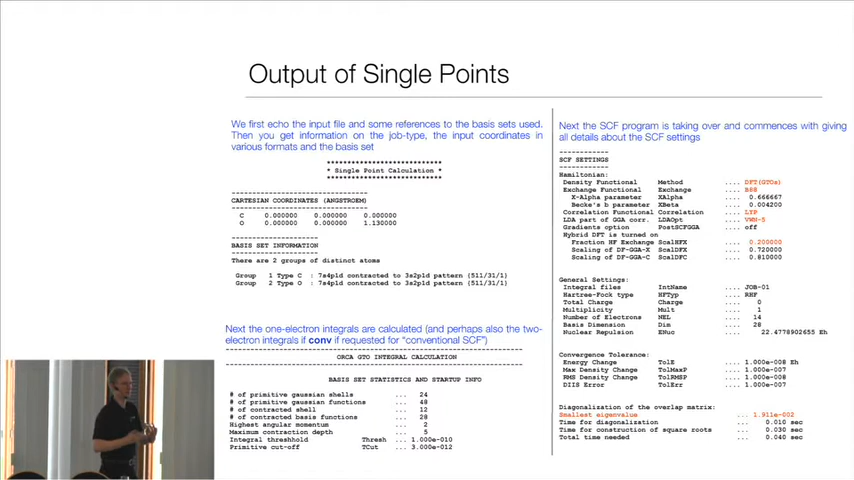 Output of Single Points
We first echo the input file and some references to the basis sets used.
Then you get information on the job-type, the input coordinates in
various formats and the basis set
*****************************
* Single Point Calculation *
*****************************
---------------------------------
CARTESIAN COORDINATES (ANGSTROEM)
---------------------------------
C 0.000000 0.000000 0.000000
O 0.000000 0.000000 1.130000
---------------------
BASIS SET INFORMATION
---------------------
There are 2 groups of distinct atoms
Group 1 Type C : 7s4p1d contracted to 3s2p1d pattern (511/31/1)
Group 2 Type O : 7s4p1d contracted to 3s2p1d pattern (511/31/1)
Next the one-electron integrals are calculated (and perhaps also the two-
electron integrals if conv if requested for "conventional SCF")
ORCA GTO INTEGRAL CALCULATION
BASIS SET STATISTICS AND STARTUP INFO
# of primitive gaussian shells ... 24
# of primitive gaussian functions ... 48
# of contracted shell ... 12
# of contracted basis functions ... 28
Highest angular momentum ... 2
Maximum contraction depth ... 5
Integral threshhold Thresh ... 1.000e-010
Primitive cut-off TCut ... 3.000e-012
Next the SCF program is taking over and commences with giving
all details about the SCF settings
------------
SCF SETTINGS
------------
Hamiltonian:
Density Functional Method .... DFT(GTOs)
Exchange Functional Exchange .... B88
X-Alpha parameter XAlpha .... 0.666667
Becke's b parameter XBeta .... 0.004200
Correlation Functional Correlation .... LYP
LDA part of GGA corr. LDAOpt .... VWN-5
Gradients option PostSCFGGA .... off
Hybrid DFT is turned on
Fraction HF Exchange ScalHFX .... 0.200000
Scaling of DF-GGA-X ScalDFX .... 0.720000
Scaling of DF-GGA-C ScalDFC .... 0.810000
General Settings:
Integral files IntName .... JOB-01
Hartree-Fock type HFTyp .... RHF
Total Charge Charge .... 0
Multiplicity Mult .... 1
Number of Electrons NEL .... 14
Basis Dimension Dim .... 28
Nuclear Repulsion ENuc .... 22.4778902655 Eh
Convergence Tolerance:
Energy Change TolE .... 1.000e-008 Eh
Max Density Change TolMaxP .... 1.000e-007
RMS Density Change TolRMSP .... 1.000e-008
DIIS Error TolErr .... 1.000e-007
Diagonalization of the overlap matrix:
Smallest eigenvalue ... 1.911e-002
Time for diagonalization ... 0.010 sec
Time for construction of square roots ... 0.030 sec
Total time needed ... 0.040 sec